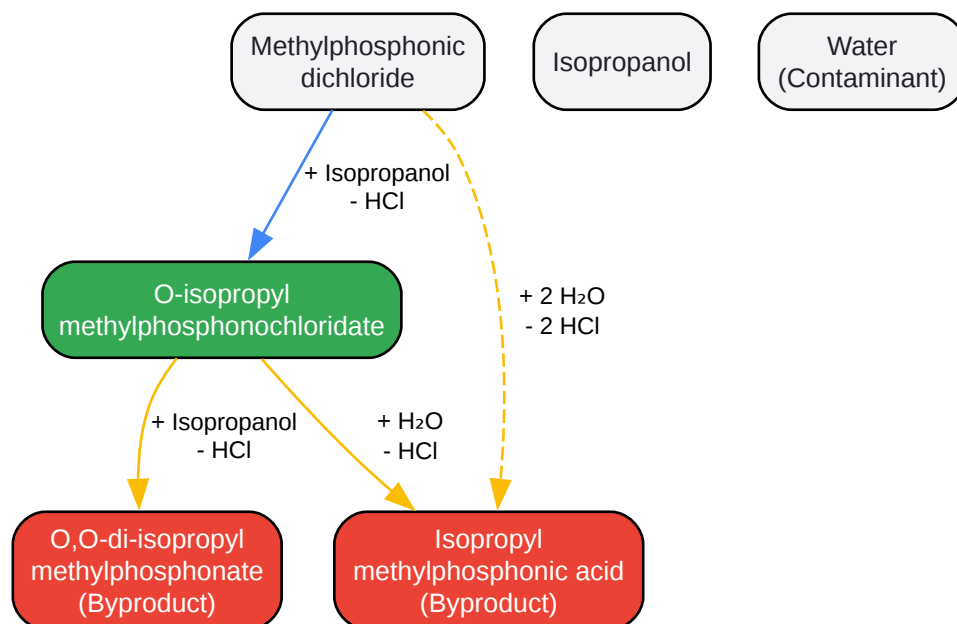 Methylphosphonic
dichloride
Isopropanol
Water
(Contaminant)
+ Isopropanol
- HCl
O-isopropyl
methylphosphonochloridate
+ 2 H₂O
- 2 HCl
+ Isopropanol
- HCl
+ H₂O
- HCl
O,O-di-isopropyl
methylphosphonate
(Byproduct)
Isopropyl
methylphosphonic acid
(Byproduct)